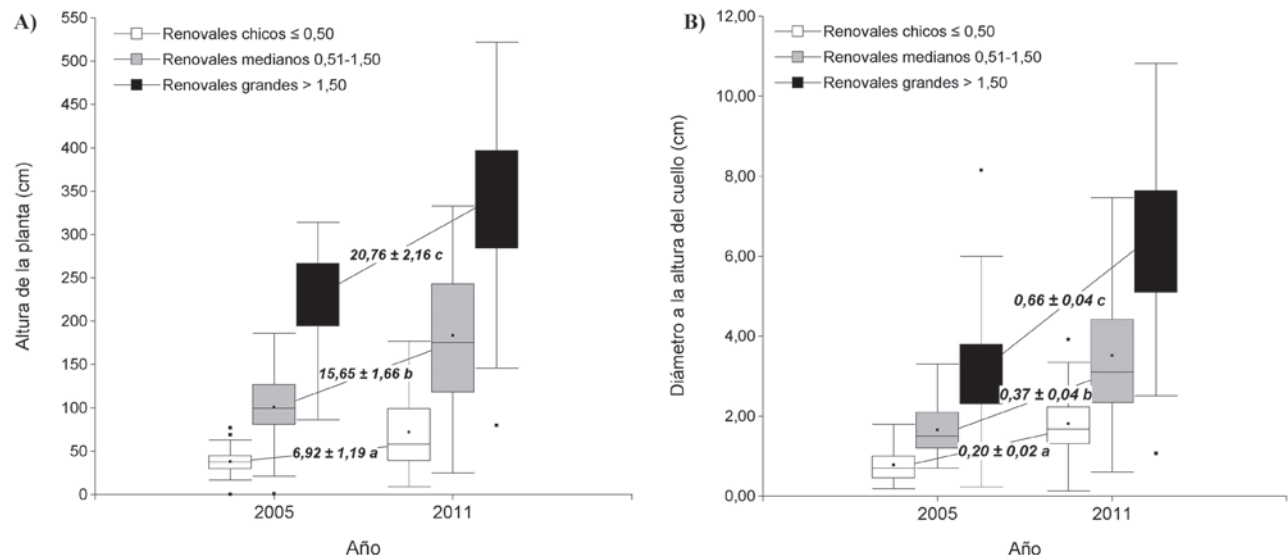 A)
Renovales chicos ≤ 0,50
Renovales medianos 0,51-1,50
Renovales grandes > 1,50
Altura de la planta (cm)
550
500
450
400
350
300
250
200
150
100
50
0
20,76 ± 2,16 c
15,65 ± 1,66 b
6,92 ± 1,19 a
2005
2011
Año
B)
Renovales chicos ≤ 0,50
Renovales medianos 0,51-1,50
Renovales grandes > 1,50
Diámetro a la altura del cuello (cm)
12,00
10,00
8,00
6,00
4,00
2,00
0,00
0,66 ± 0,04 c
0,37 ± 0,04 b
0,20 ± 0,02 a
2005
2011
Año